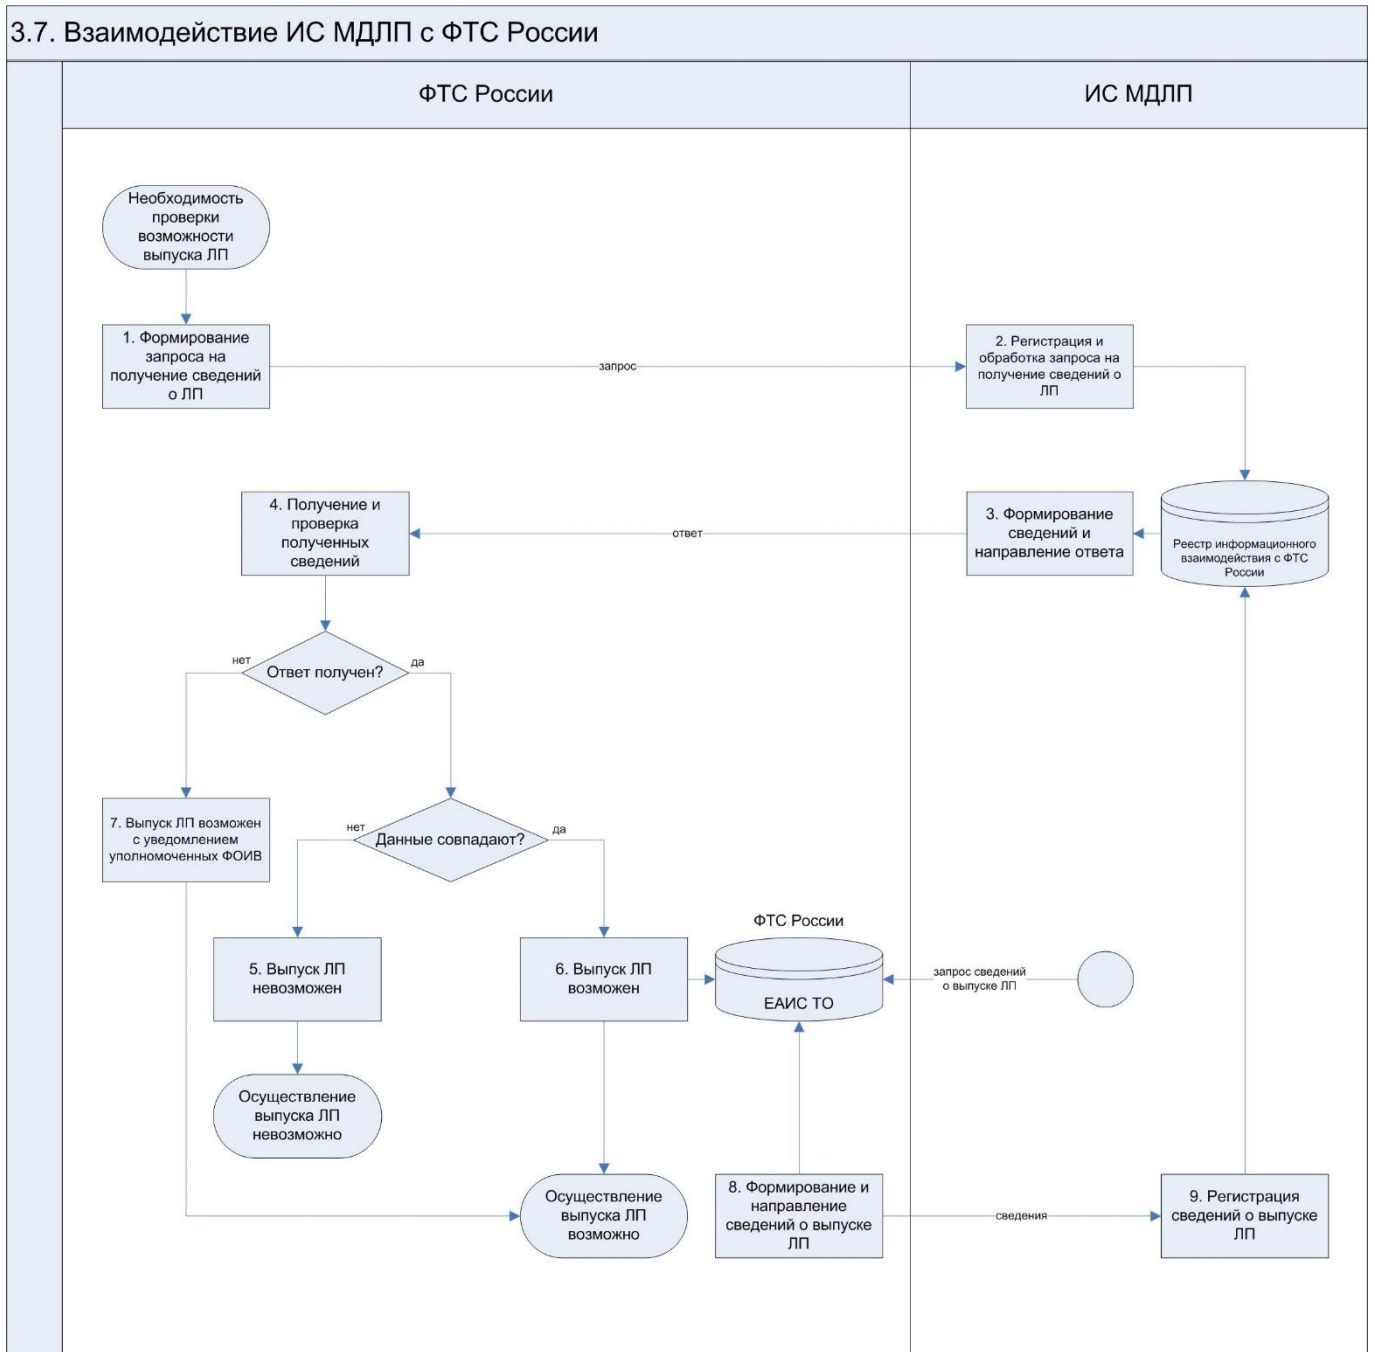 3.7. Взаимодействие ИС МДЛП с ФТС России
ФТС России
ИС МДЛП
Необходимость
проверки
возможности
выпуска ЛП
1. Формирование
запроса на
получение сведений
о ЛП
запрос
2. Регистрация и
обработка запроса на
получение сведений о
ЛП
4. Получение и
проверка
полученных
сведений
ответ
3. Формирование
сведений и
направление ответа
Реестр информационного
взаимодействия с ФТС
России
нет
Ответ получен?
да
7. Выпуск ЛП возможен
с уведомлением
уполномоченных ФОИВ
нет
Данные совпадают?
да
5. Выпуск ЛП
невозможен
6. Выпуск ЛП
возможен
ФТС России
ЕАИС ТО
запрос сведений
о выпуске ЛП
Осуществление
выпуска ЛП
невозможно
Осуществление
выпуска ЛП
возможно
8. Формирование и
направление
сведений о выпуске
ЛП
сведения
9. Регистрация
сведений о выпуске
ЛП